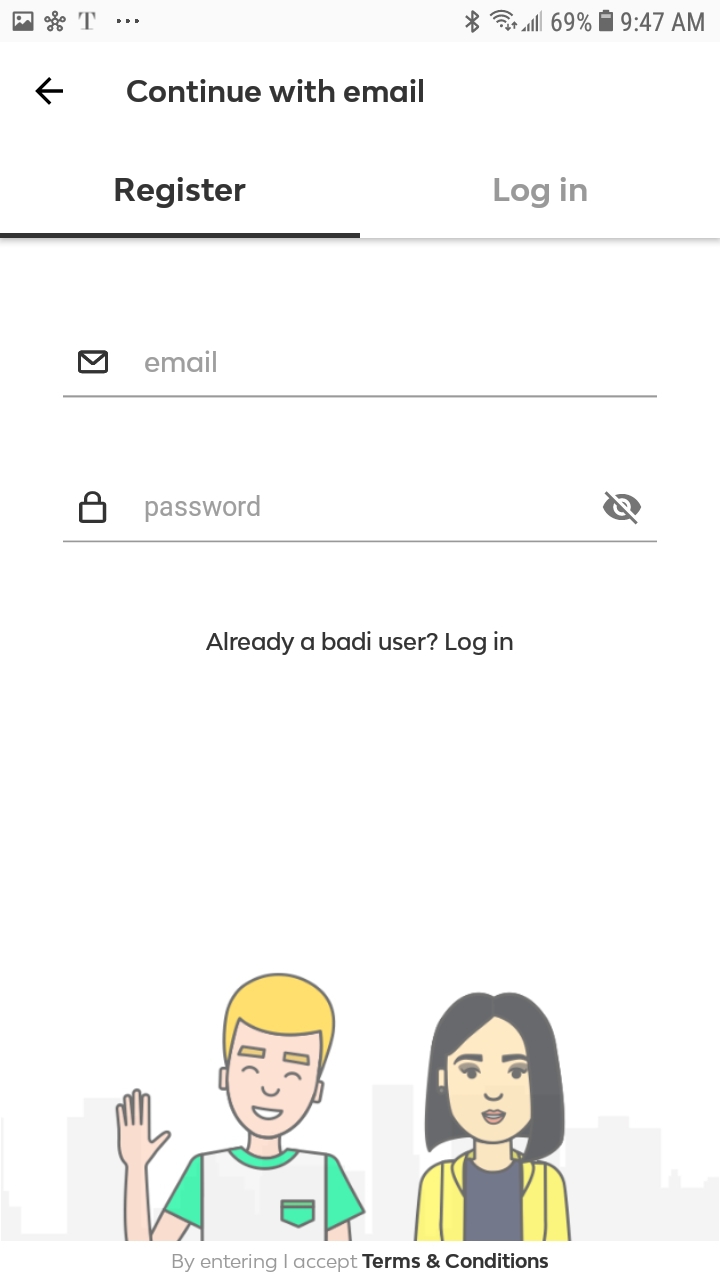 T ... 69% 9:47 AM
Continue with email
Register Log in
email
password
Already a badi user? Log in
By entering I accept Terms & Conditions